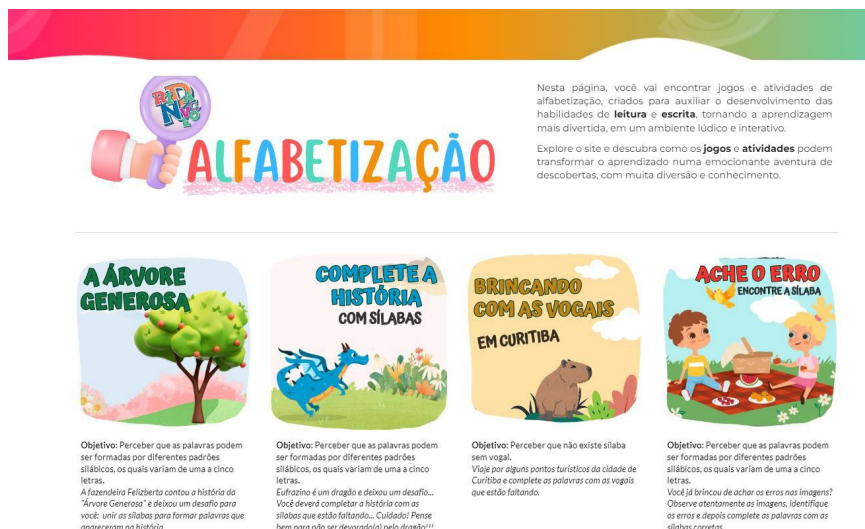 ALFABETIZAÇÃO
Nesta página, você vai encontrar jogos e atividades de
alfabetização, criados para auxiliar o desenvolvimento das
habilidades de leitura e escrita, tornando a aprendizagem
mais divertida, em um ambiente lúdico e interativo.
Explore o site e descubra como os jogos e atividades podem
transformar o aprendizado numa emocionante aventura de
descobertas, com muita diversão e conhecimento.
A ÁRVORE
GENEROSA
Objetivo: Perceber que as palavras podem
ser formadas por diferentes padrões
silábicos, os quais variam de uma a cinco
letras.
A fazendeira Felizberta contou a história da
"Árvore Generosa" e deixou um desafio para
você: unir as sílabas para formar palavras que
apareceram na história.
COMPLETE A
HISTÓRIA
COM SÍLABAS
Objetivo: Perceber que as palavras podem
ser formadas por diferentes padrões
silábicos, os quais variam de uma a cinco
letras.
Eufrazino é um dragão e deixou um desafio...
Você deverá completar a história com as
sílabas que estão faltando... Cuidado! Pense
bem para não ser devorado(a) pelo dragão!!!
BRINCANDO
COM AS VOGAIS
EM CURITIBA
Objetivo: Perceber que não existe sílaba
sem vogal.
Viaje por alguns pontos turísticos da cidade de
Curitiba e complete as palavras com as vogais
que estão faltando.
ACHE O ERRO
ENCONTRE A SÍLABA
Objetivo: Perceber que as palavras podem
ser formadas por diferentes padrões
silábicos, os quais variam de uma a cinco
letras.
Você já brincou de achar os erros nas imagens?
Observe atentamente as imagens, identifique
os erros e depois complete as palavras com as
sílabas corretas.